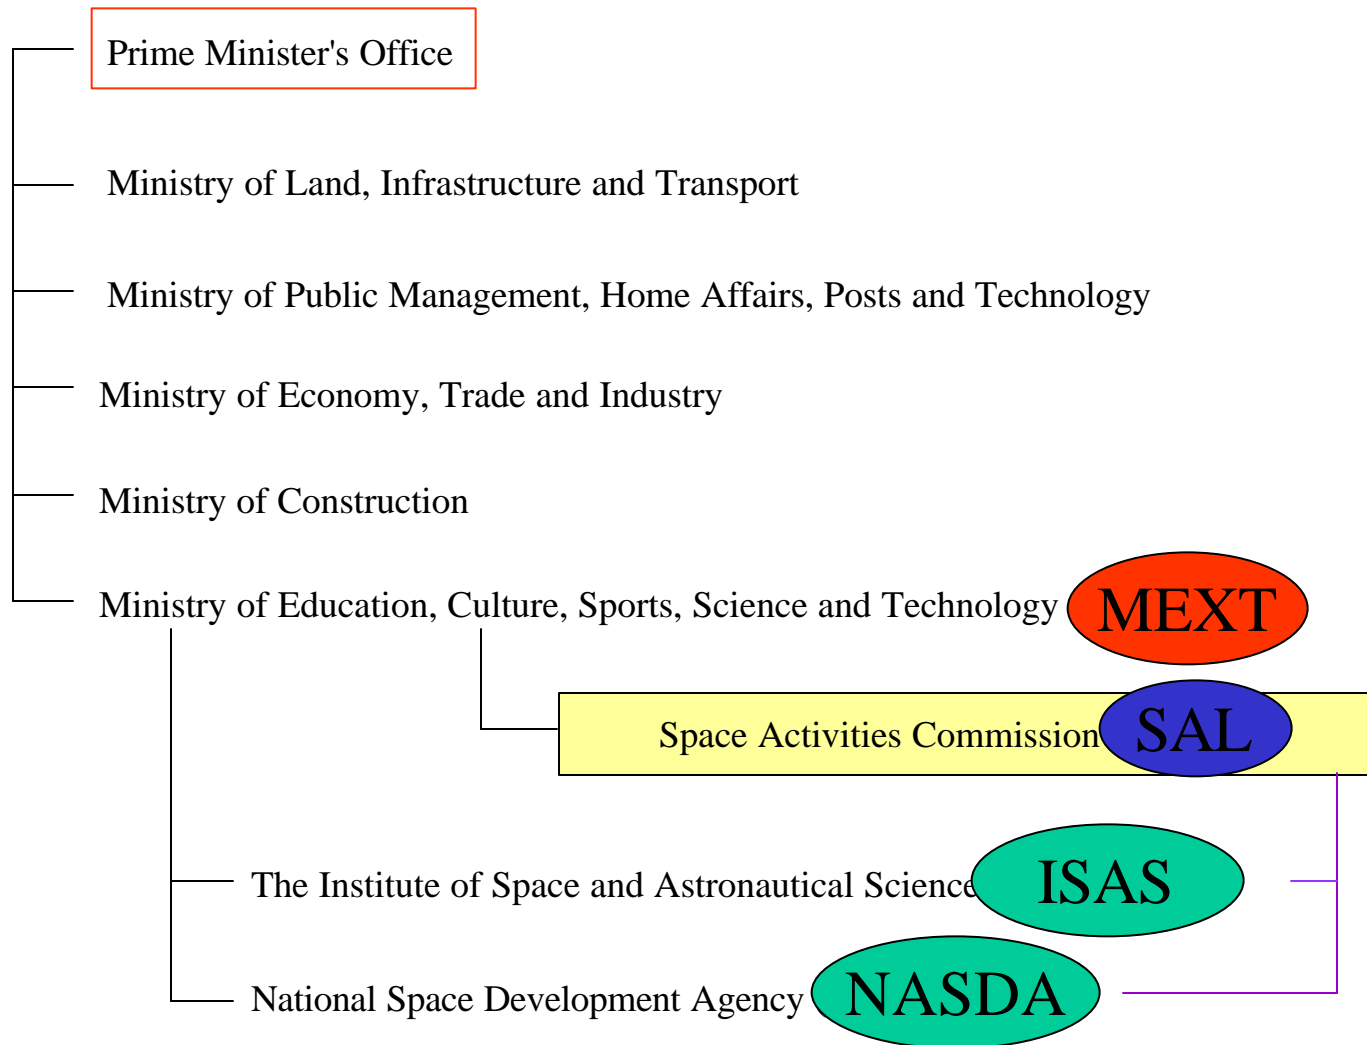 Prime Minister's Office
Ministry of Land, Infrastructure and Transport
Ministry of Public Management, Home Affairs, Posts and Technology
Ministry of Economy, Trade and Industry
Ministry of Construction
Ministry of Education, Culture, Sports, Science and Technology MEXT
Space Activities Commission SAL
The Institute of Space and Astronautical Science ISAS
National Space Development Agency NASDA